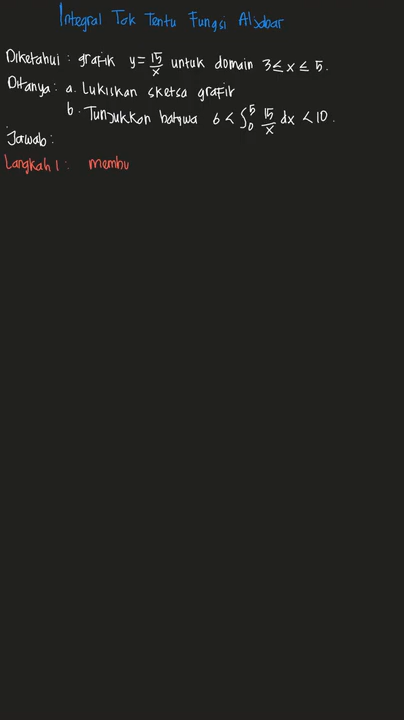 Integral Tak Tentu Fungsi Aljabar
Diketahui : grafik y = 15/x untuk domain 3 ≤ x ≤ 5.
Ditanya : a. Lukiskan sketsa grafik
b. Tunjukkan bahwa 6 < ∫₀⁵ 15/x dx < 10.
Jawab :
Langkah 1 : membu